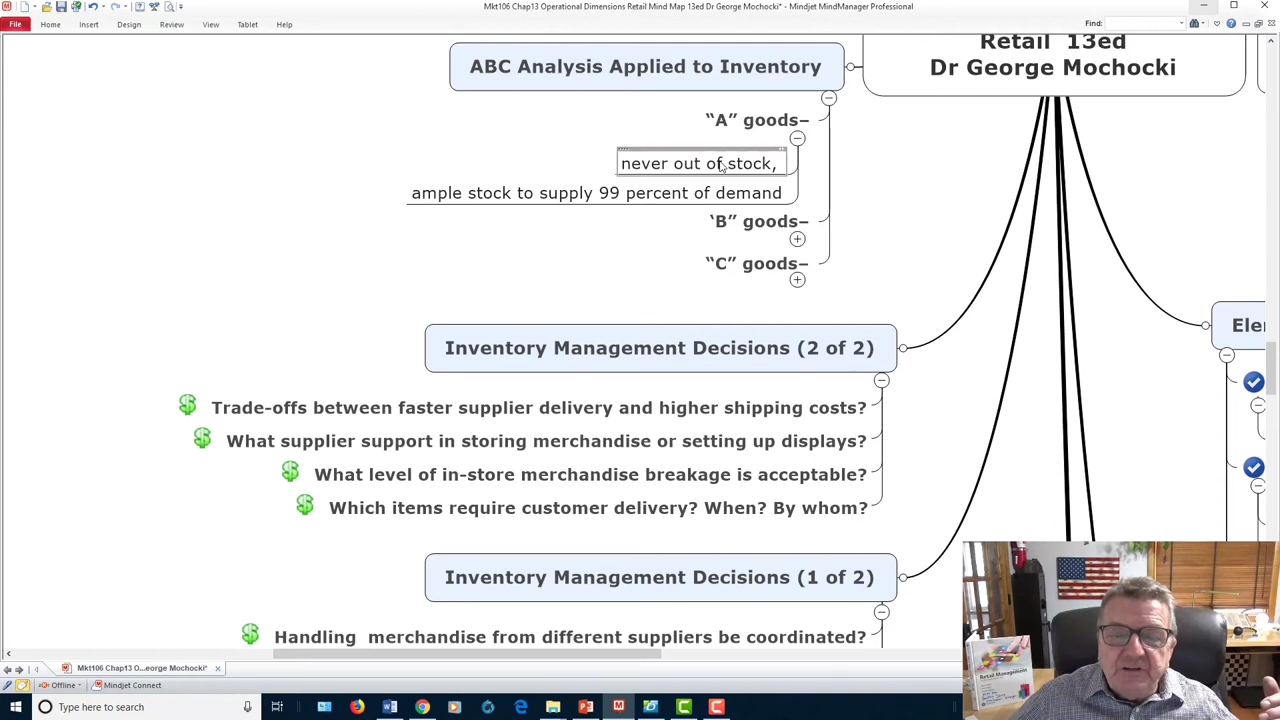 Mkt106 Chap13 Operational Dimensions Retail Mind Map 13ed Dr George Mochocki* - Mindjet MindManager Professional
File Home Insert Design Review View Tablet Help Find:
Retail 13ed
Dr George Mochocki
ABC Analysis Applied to Inventory
“A” goods–
never out of stock,
ample stock to supply 99 percent of demand
‘B” goods–
“C” goods–
Inventory Management Decisions (2 of 2)
Ele
Trade-offs between faster supplier delivery and higher shipping costs?
What supplier support in storing merchandise or setting up displays?
What level of in-store merchandise breakage is acceptable?
Which items require customer delivery? When? By whom?
Inventory Management Decisions (1 of 2)
Handling merchandise from different suppliers be coordinated?
Retail Management
Mkt106 Chap13 O...eorge Mochocki*
Offline Mindjet Connect
Type here to search